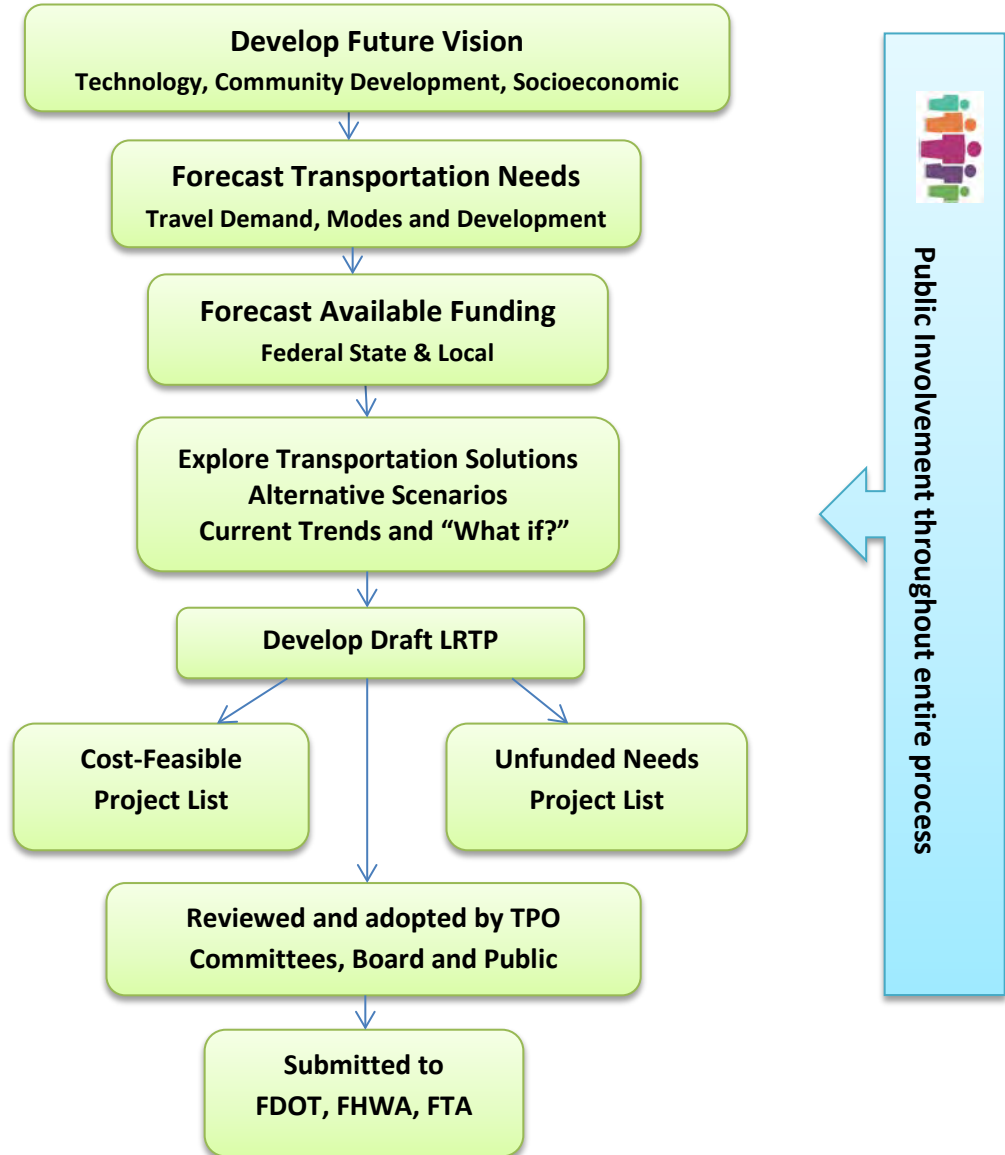 Develop Future Vision
Technology, Community Development, Socioeconomic
Forecast Transportation Needs
Travel Demand, Modes and Development
Forecast Available Funding
Federal State & Local
Explore Transportation Solutions
Alternative Scenarios
Current Trends and “What if?”
Develop Draft LRTP
Cost-Feasible
Project List
Unfunded Needs
Project List
Reviewed and adopted by TPO
Committees, Board and Public
Submitted to
FDOT, FHWA, FTA
Public Involvement throughout entire process